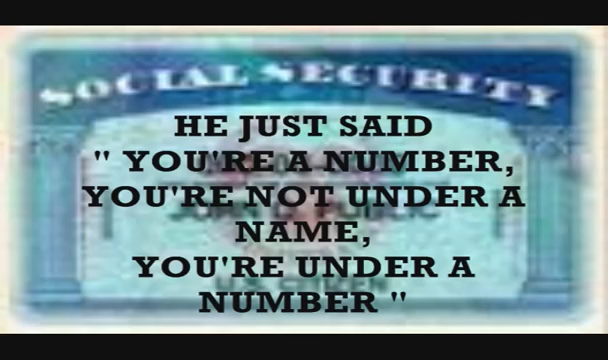 SOCIAL SECURITY
HE JUST SAID
" YOU'RE A NUMBER,
YOU'RE NOT UNDER A
NAME,
YOU'RE UNDER A
NUMBER "